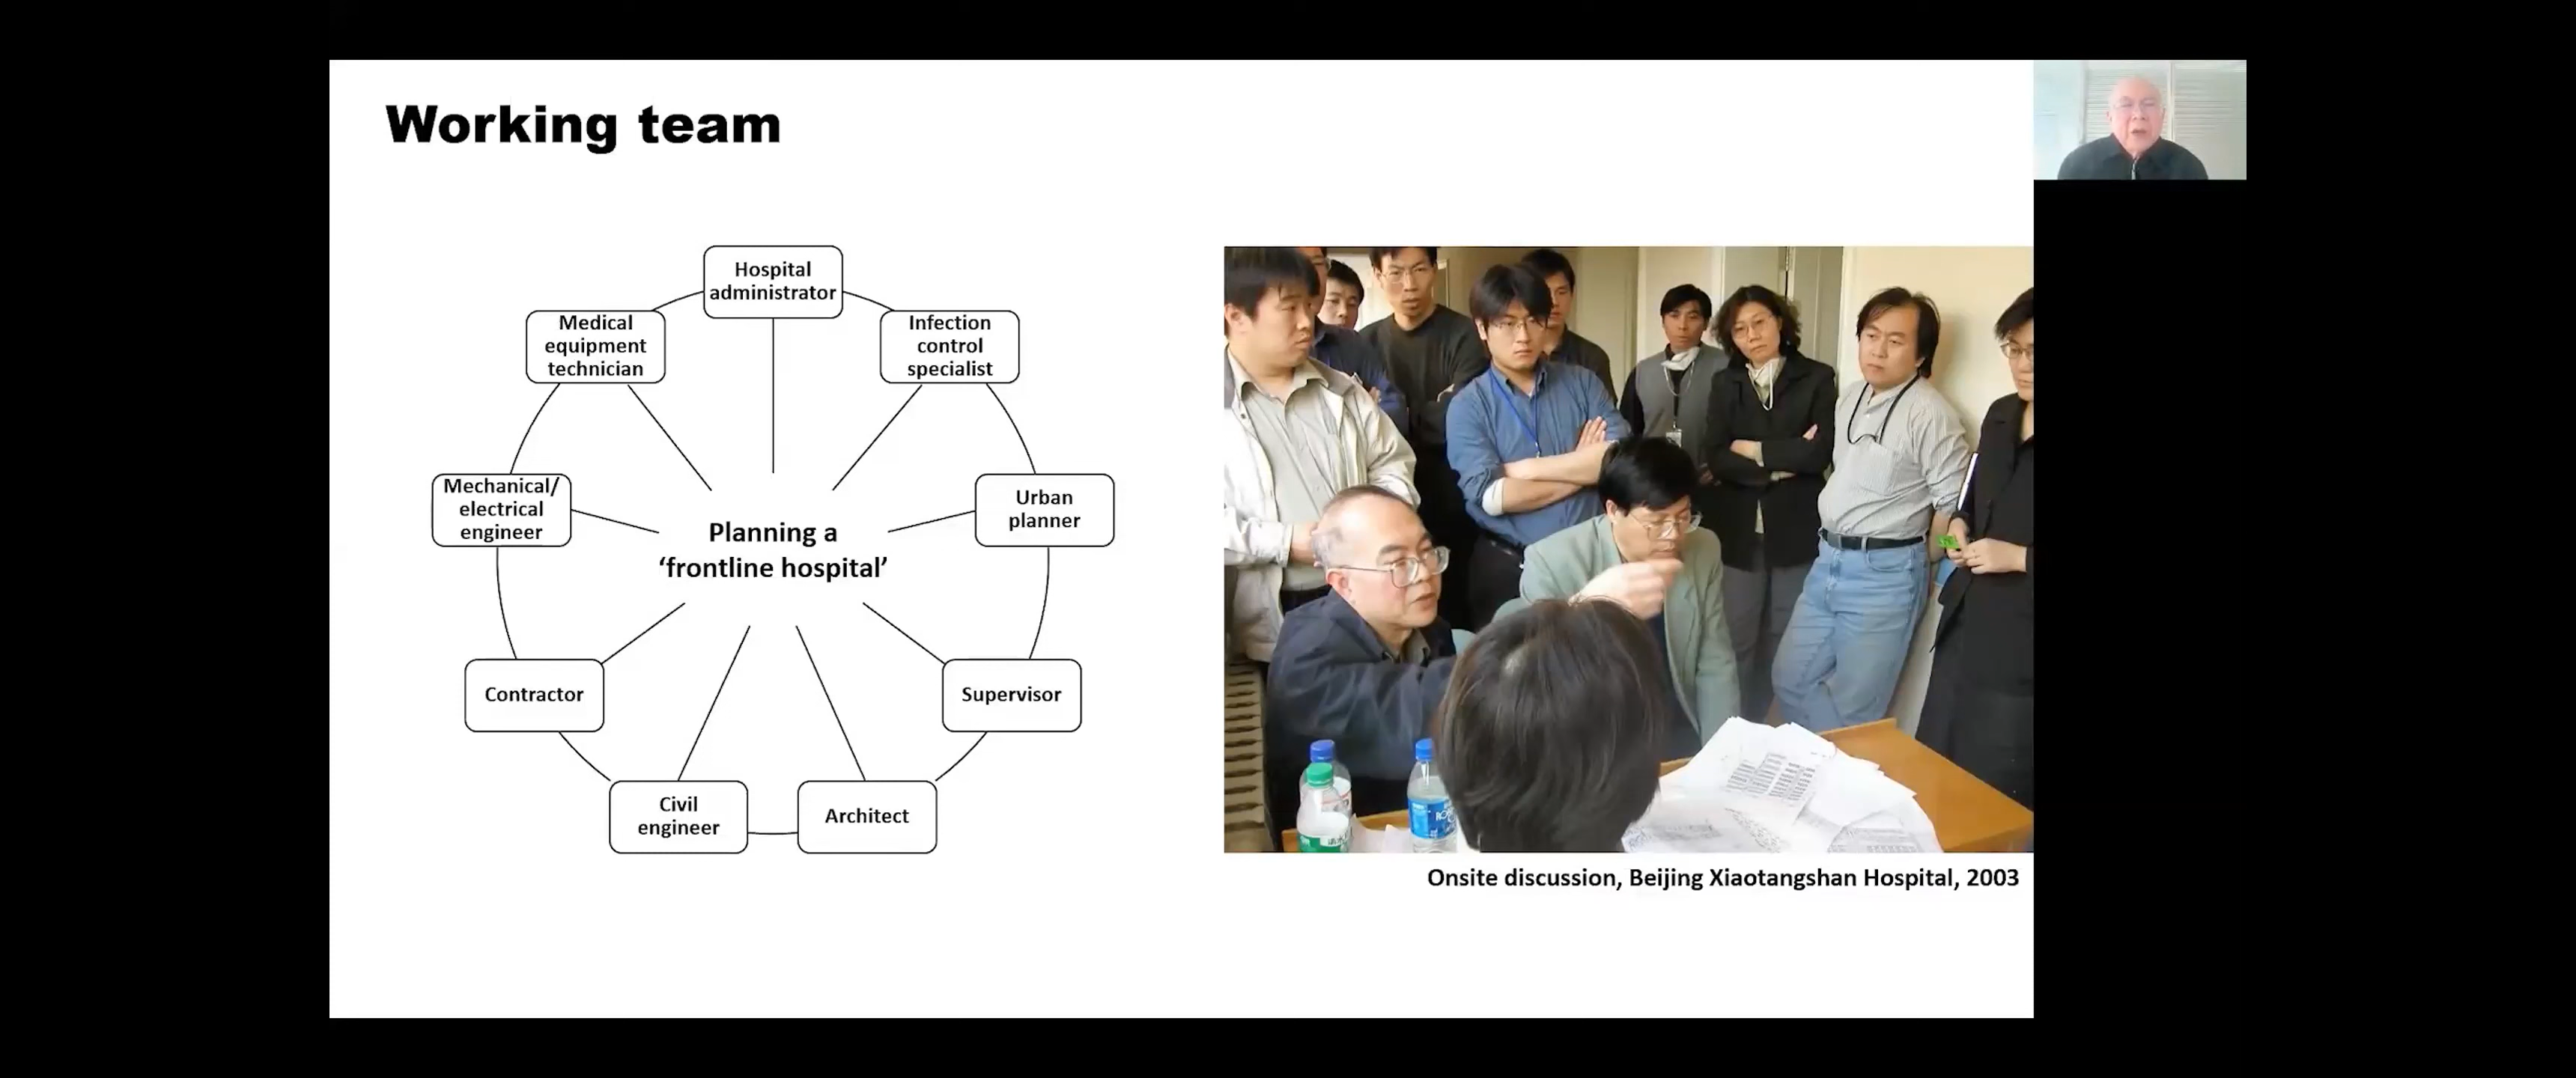 Working team
Hospital
administrator
Medical
equipment
technician
Infection
control
specialist
Mechanical/
electrical
engineer
Urban
planner
Planning a
‘frontline hospital’
Contractor
Supervisor
Civil
engineer
Architect
Onsite discussion, Beijing Xiaotangshan Hospital, 2003